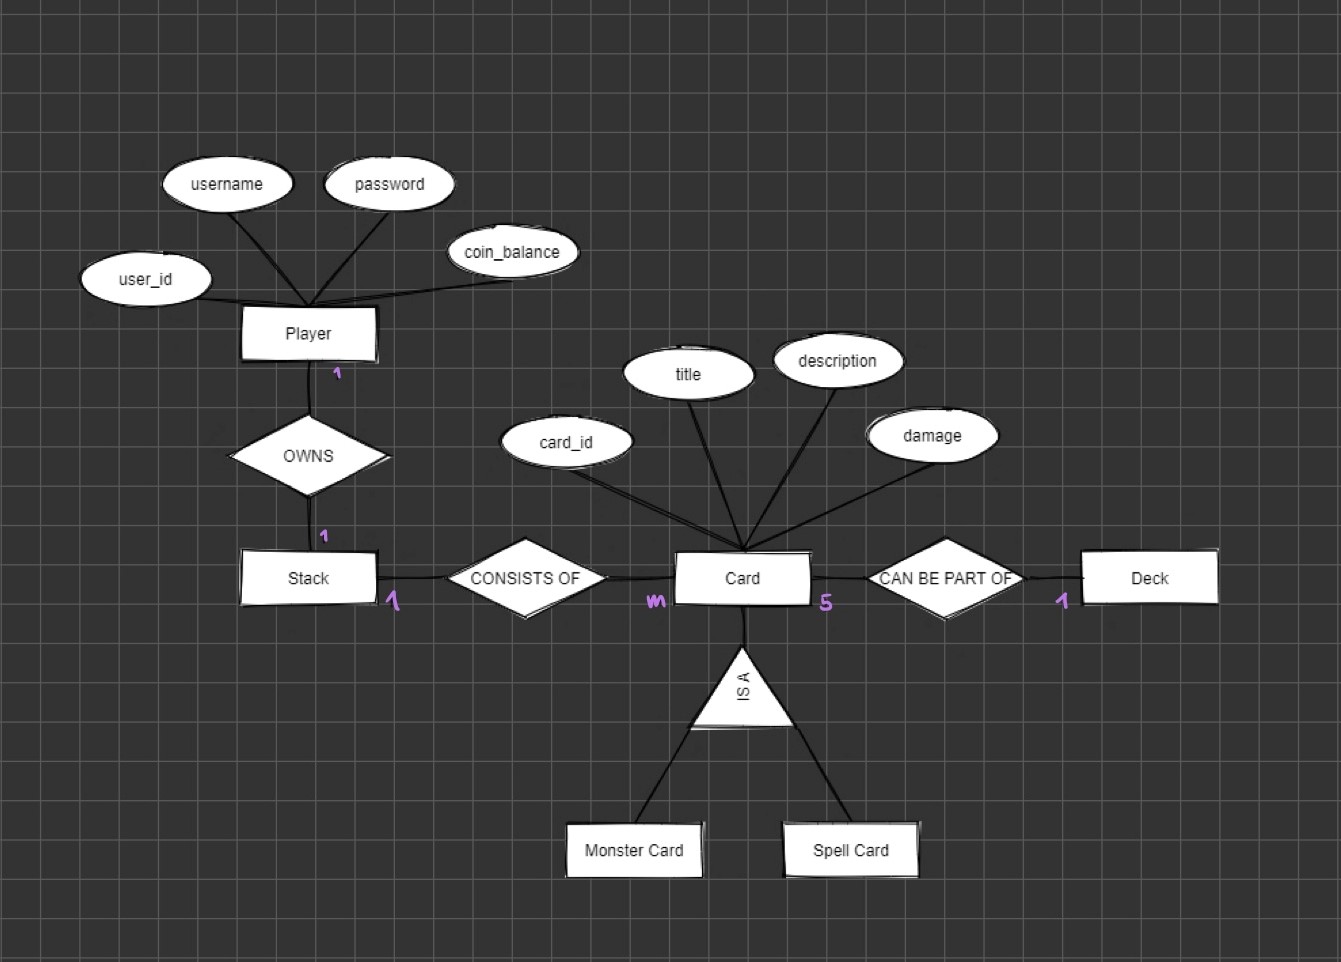 username
password
coin_balance
user_id
Player
1
title
description
card_id
damage
OWNS
1
Stack
1
CONSISTS OF
m
Card
5
CAN BE PART OF
1
Deck
IS A
Monster Card
Spell Card